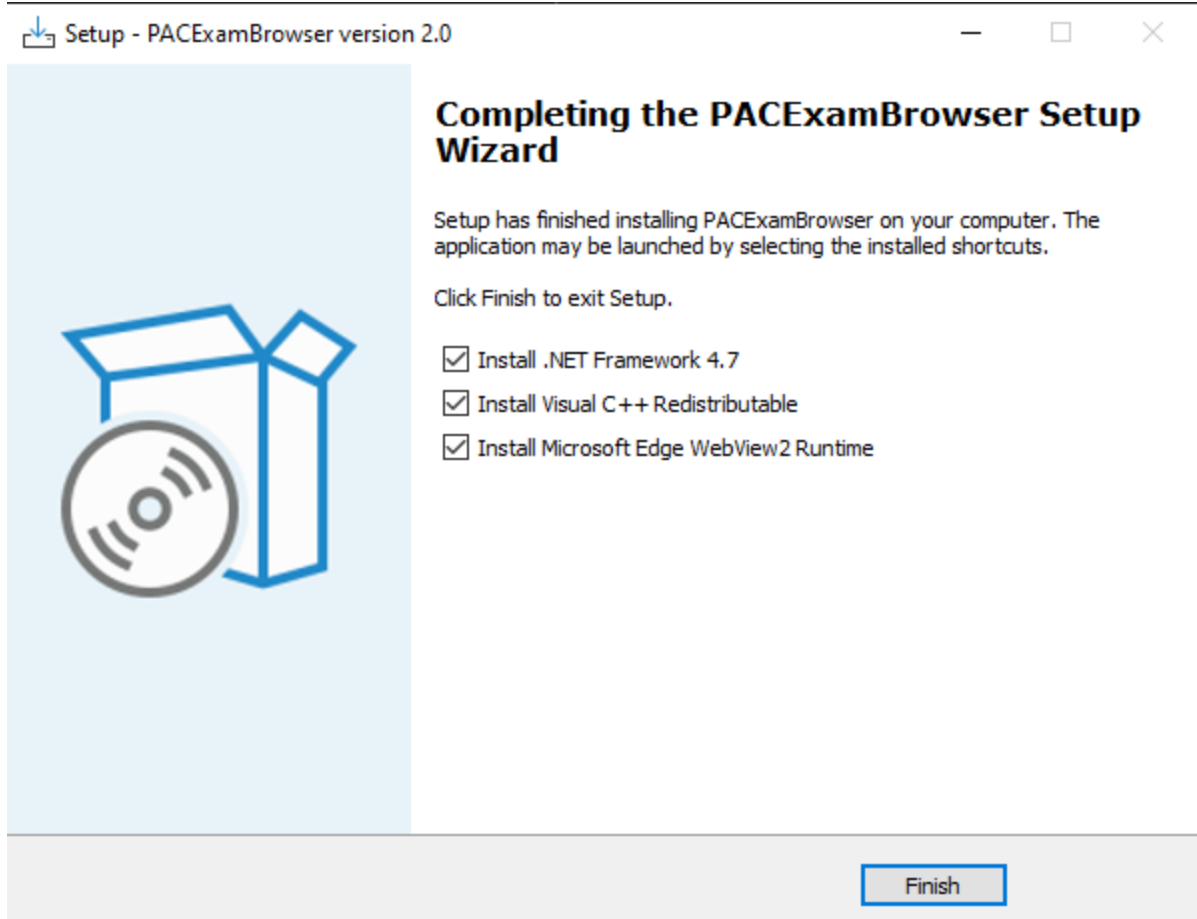 Setup - PACExamBrowser version 2.0
Completing the PACExamBrowser Setup
Wizard
Setup has finished installing PACExamBrowser on your computer. The
application may be launched by selecting the installed shortcuts.
Click Finish to exit Setup.
Install .NET Framework 4.7
Install Visual C++ Redistributable
Install Microsoft Edge WebView2 Runtime
Finish